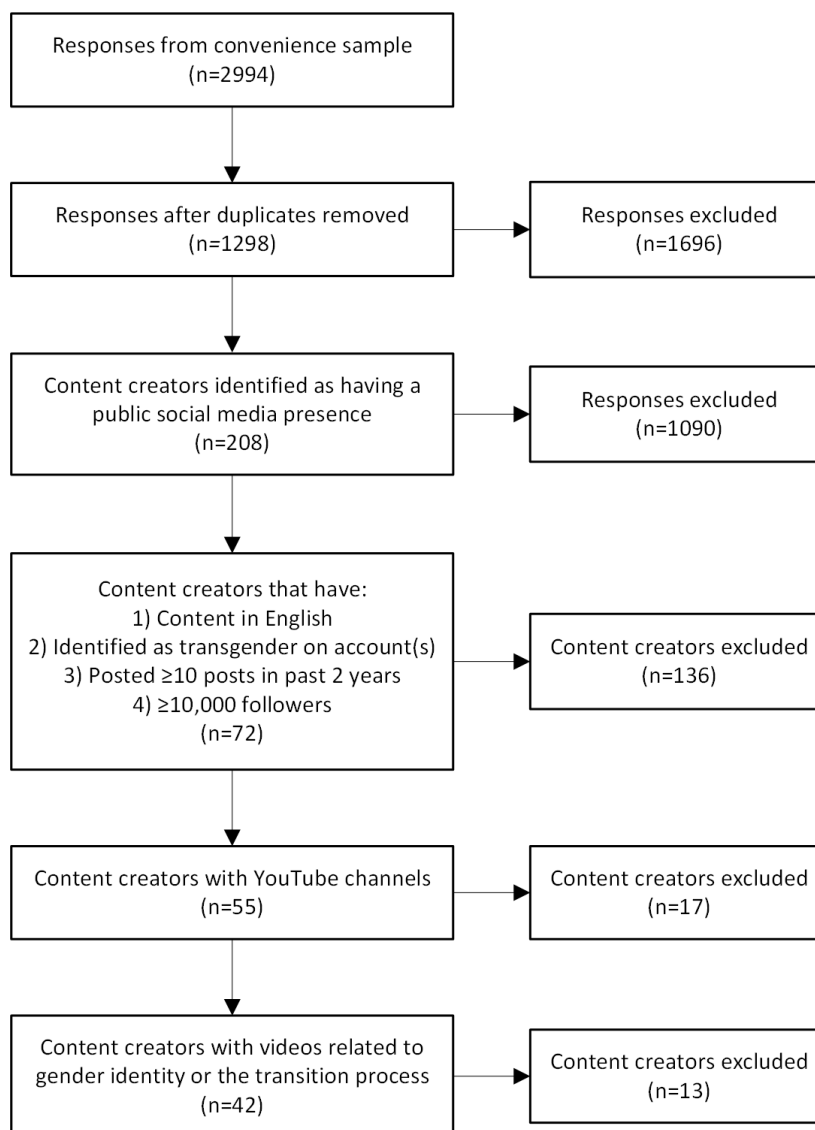 Responses from convenience sample
(n=2994)
Responses after duplicates removed
(n=1298)
Responses excluded
(n=1696)
Content creators identified as having a
public social media presence
(n=208)
Responses excluded
(n=1090)
Content creators that have:
1) Content in English
2) Identified as transgender on account(s)
3) Posted ≥10 posts in past 2 years
4) ≥10,000 followers
(n=72)
Content creators excluded
(n=136)
Content creators with YouTube channels
(n=55)
Content creators excluded
(n=17)
Content creators with videos related to
gender identity or the transition process
(n=42)
Content creators excluded
(n=13)